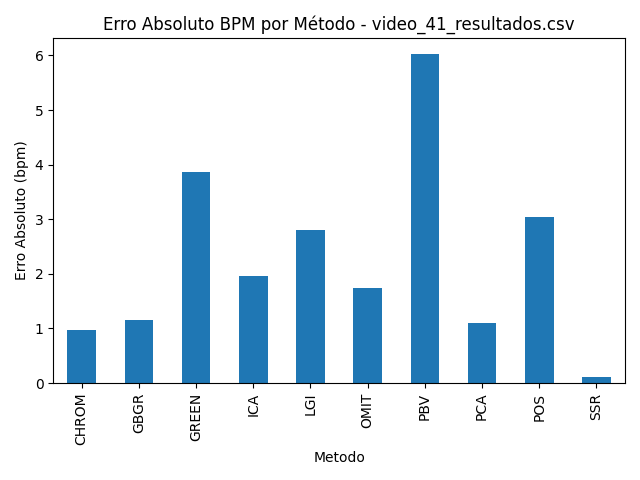 Erro Absoluto BPM por Método - video_41_resultados.csv
Erro Absoluto (bpm)
6
5
4
3
2
1
0
CHROM
GBGR
GREEN
ICA
LGI
OMIT
PBV
PCA
POS
SSR
Metodo